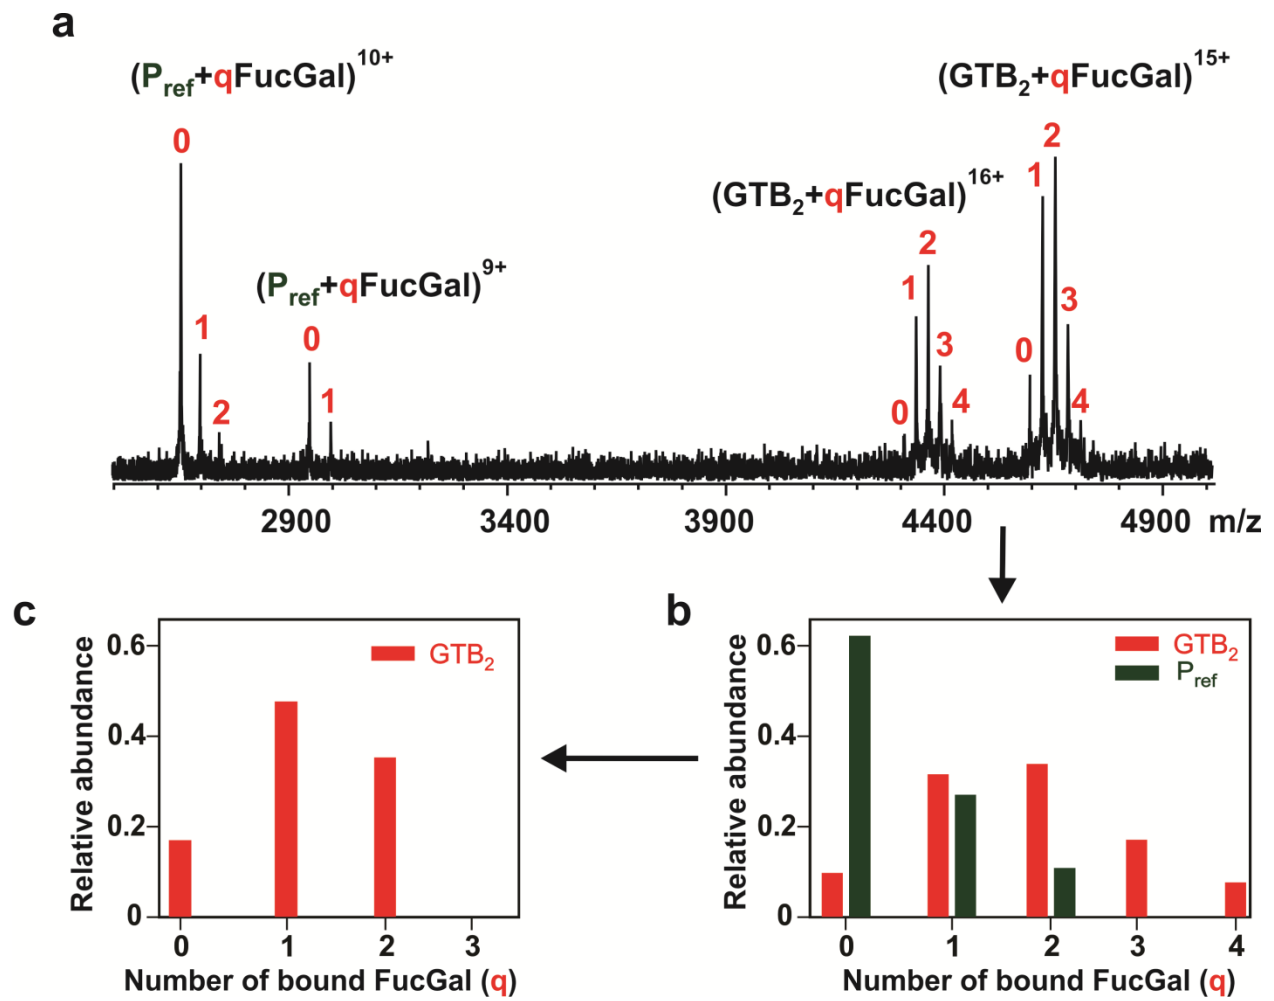 a
(Pref+qFucGal)10+
(GTB2+qFucGal)15+
0
2
1
(GTB2+qFucGal)16+
2
(Pref+qFucGal)9+
1
3
1
0
3
0
2
1
0
4
4
2900 3400 3900 4400 4900 m/z
c
Relative abundance
0.6
0.4
0.2
0
GTB2
0 1 2 3
Number of bound FucGal (q)
b
Relative abundance
0.6
0.4
0.2
0
GTB2
Pref
0 1 2 3 4
Number of bound FucGal (q)